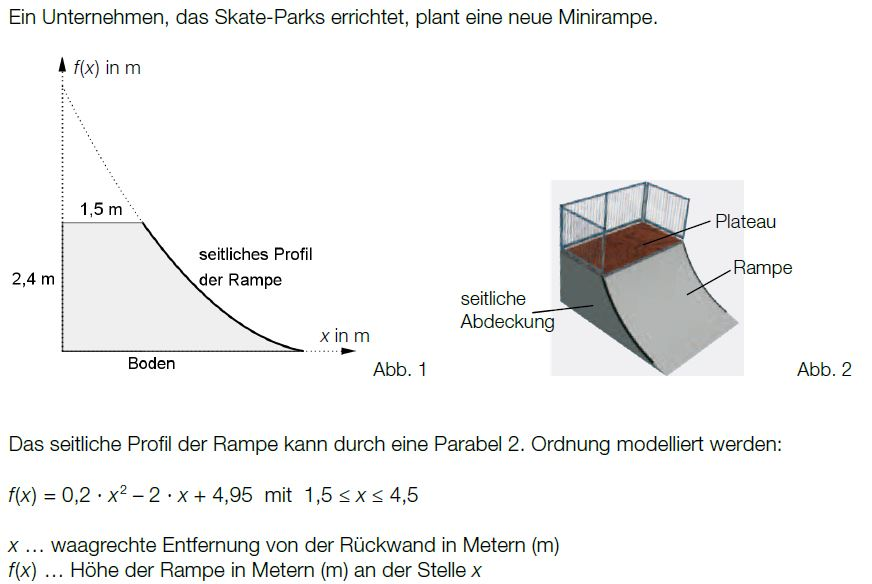 Ein Unternehmen, das Skate-Parks errichtet, plant eine neue Minirampe.
f(x) in m
1,5 m
seitliches Profil
der Rampe
2,4 m
x in m
Boden
Abb. 1
Plateau
Rampe
seitliche
Abdeckung
Abb. 2
Das seitliche Profil der Rampe kann durch eine Parabel 2. Ordnung modelliert werden:
f(x) = 0,2 · x² – 2 · x + 4,95 mit 1,5 ≤ x ≤ 4,5
x … waagrechte Entfernung von der Rückwand in Metern (m)
f(x) … Höhe der Rampe in Metern (m) an der Stelle x